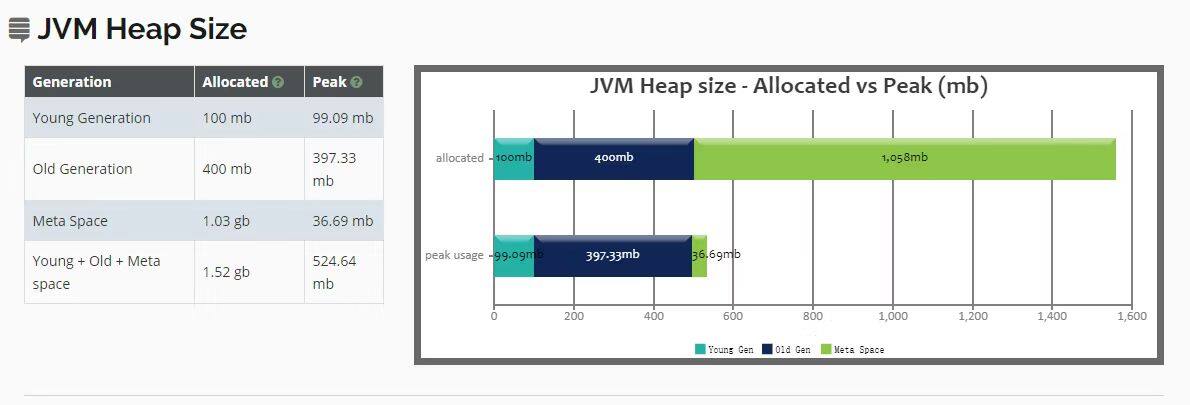 JVM Heap Size
Generation Allocated Peak
Young Generation 100 mb 99.09 mb
Old Generation 400 mb 397.33
mb
Meta Space 1.03 gb 36.69 mb
Young + Old + Meta
space 1.52 gb 524.64
mb
JVM Heap size - Allocated vs Peak (mb)
allocated 100mb 400mb 1,058mb
peak usage 99.09mb 397.33mb 36.69mb
0 200 400 600 800 1,000 1,200 1,400 1,600
Young Gen Old Gen Meta Space